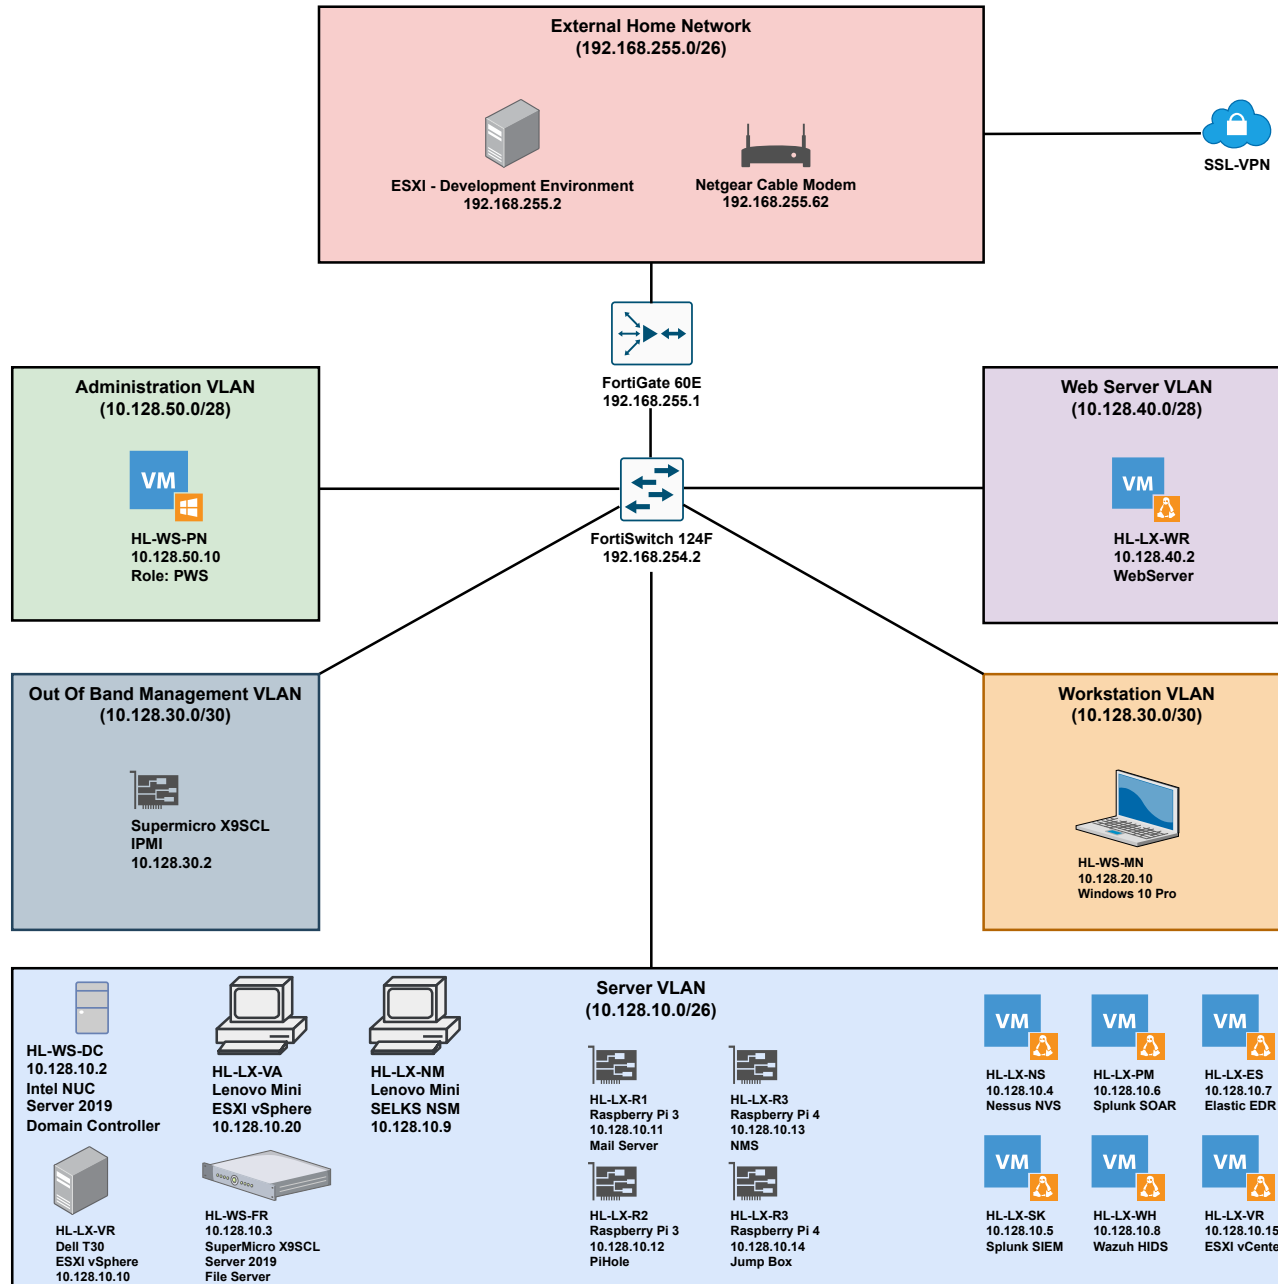 External Home Network
(192.168.255.0/26)
ESXI - Development Environment
192.168.255.2
Netgear Cable Modem
192.168.255.62
SSL-VPN
FortiGate 60E
192.168.255.1
Administration VLAN
(10.128.50.0/28)
VM
HL-WS-PN
10.128.50.10
Role: PWS
FortiSwitch 124F
192.168.254.2
Web Server VLAN
(10.128.40.0/28)
VM
HL-LX-WR
10.128.40.2
WebServer
Out Of Band Management VLAN
(10.128.30.0/30)
Supermicro X9SCL
IPMI
10.128.30.2
Workstation VLAN
(10.128.30.0/30)
HL-WS-MN
10.128.20.10
Windows 10 Pro
Server VLAN
(10.128.10.0/26)
HL-WS-DC
10.128.10.2
Intel NUC
Server 2019
Domain Controller
HL-LX-VA
Lenovo Mini
ESXI vSphere
10.128.10.20
HL-LX-NM
Lenovo Mini
SELKS NSM
10.128.10.9
HL-LX-R1
Raspberry Pi 3
10.128.10.11
Mail Server
HL-LX-R3
Raspberry Pi 4
10.128.10.13
NMS
VM
HL-LX-NS
10.128.10.4
Nessus NVS
VM
HL-LX-PM
10.128.10.6
Splunk SOAR
VM
HL-LX-ES
10.128.10.7
Elastic EDR
HL-LX-VR
Dell T30
ESXI vSphere
10.128.10.10
HL-WS-FR
10.128.10.3
SuperMicro X9SCL
Server 2019
File Server
HL-LX-R2
Raspberry Pi 3
10.128.10.12
PiHole
HL-LX-R3
Raspberry Pi 4
10.128.10.14
Jump Box
VM
HL-LX-SK
10.128.10.5
Splunk SIEM
VM
HL-LX-WH
10.128.10.8
Wazuh HIDS
VM
HL-LX-VR
10.128.10.15
ESXI vCente